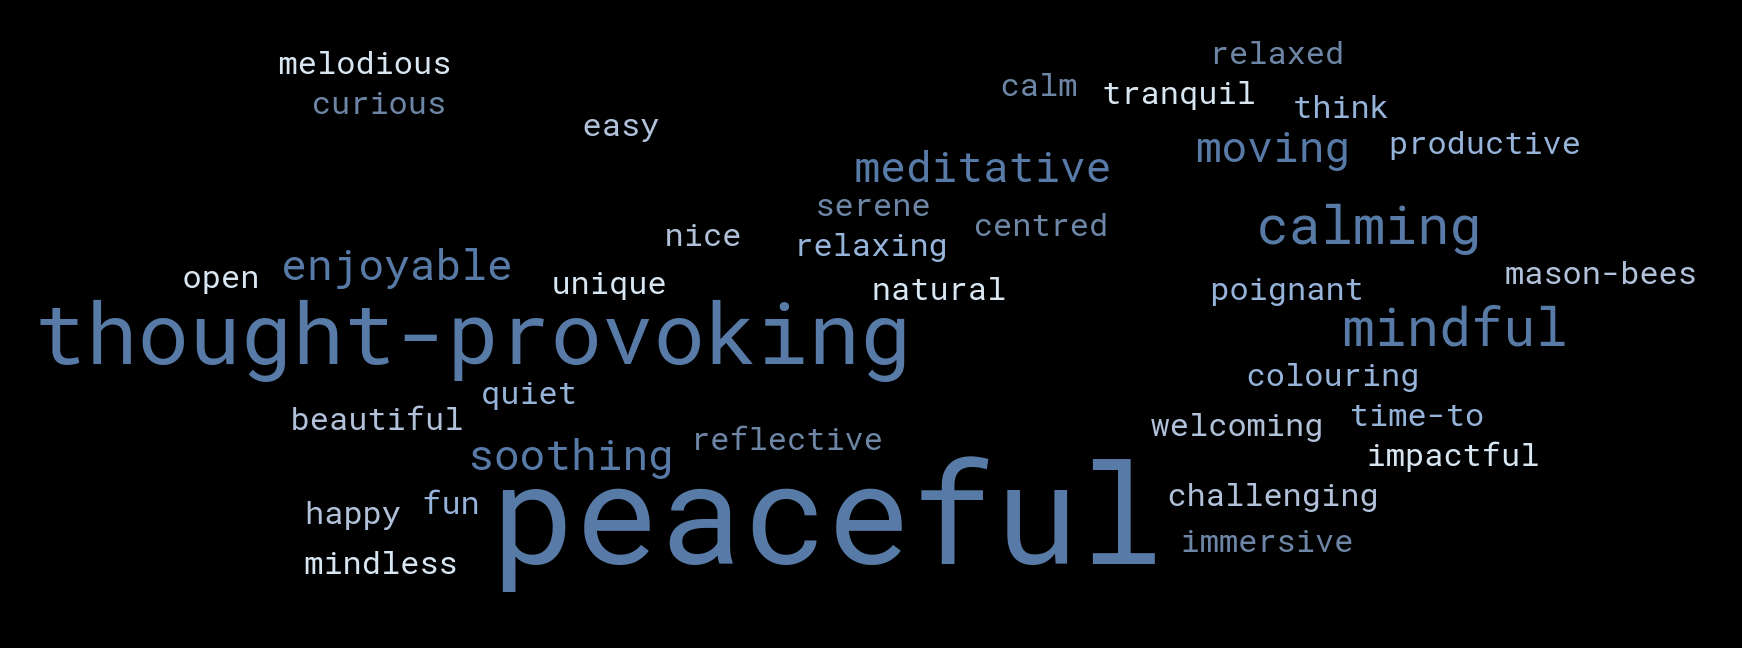 relaxed
melodious
calm
tranquil
curious
think
easy
moving
productive
meditative
serene
centred
calming
nice
relaxing
enjoyable
open
unique
natural
poignant
mason-bees
thought-provoking
mindful
colouring
quiet
beautiful
time-to
welcoming
reflective
soothing
impactful
challenging
fun
happy
peaceful
immersive
mindless